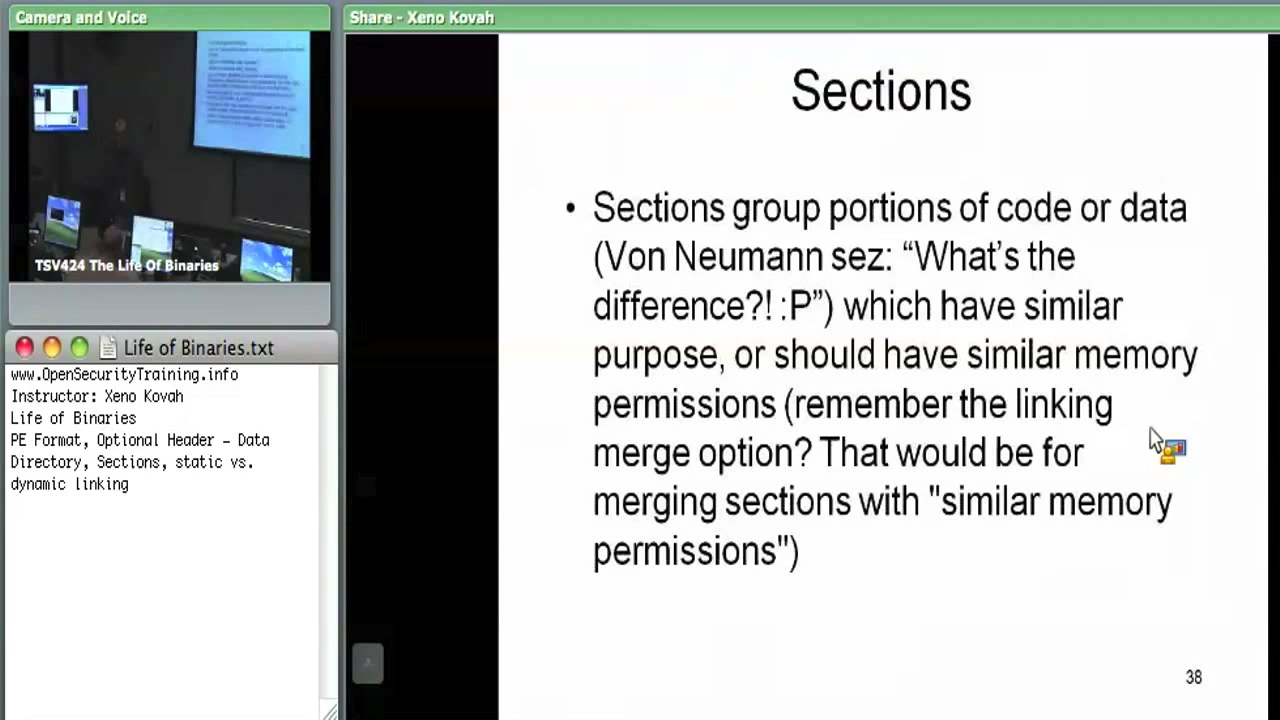 Camera and Voice
TSV424 The Life Of Binaries
Life of Binaries.txt
www.OpenSecurityTraining.info
Instructor: Xeno Kovah
Life of Binaries
PE Format, Optional Header – Data
Directory, Sections, static vs.
dynamic linking
Share - Xeno Kovah
Sections
• Sections group portions of code or data
(Von Neumann sez: “What’s the
difference?! :P”) which have similar
purpose, or should have similar memory
permissions (remember the linking
merge option? That would be for
merging sections with "similar memory
permissions")
38